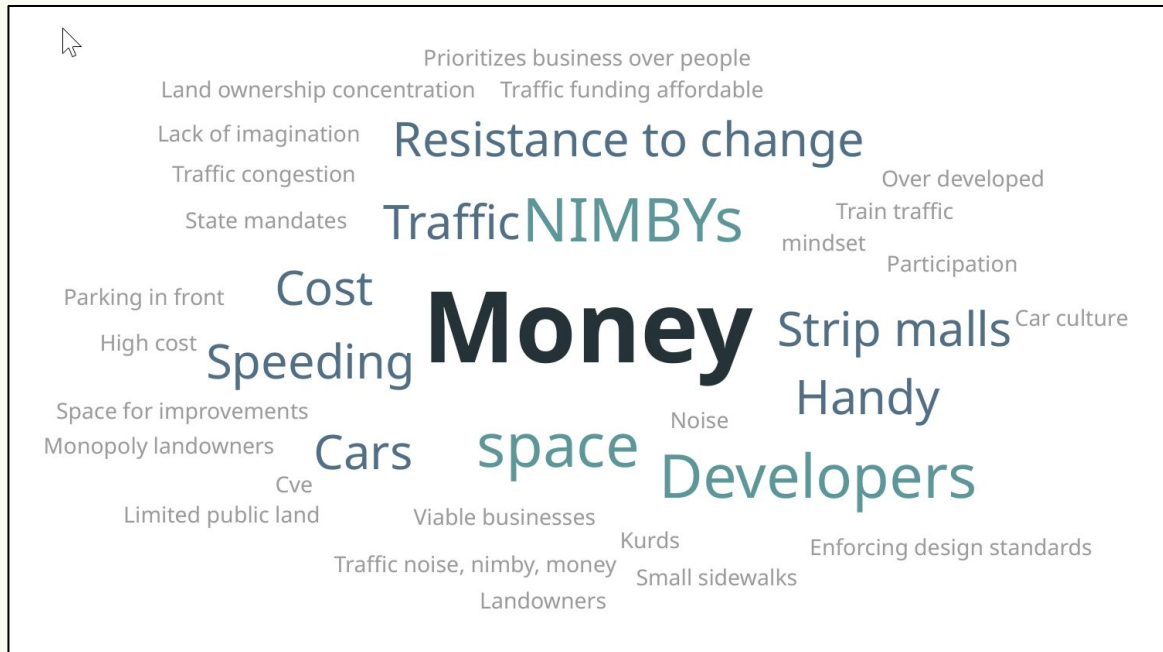 Prioritizes business over people
Land ownership concentration
Traffic funding affordable
Lack of imagination
Resistance to change
Traffic congestion
Over developed
State mandates
Traffic
NIMBYs
Train traffic
mindset
Participation
Cost
Parking in front
Money
Strip malls
Car culture
High cost
Speeding
Handy
Space for improvements
Noise
Monopoly landowners
Cars
space
Developers
Cve
Limited public land
Viable businesses
Kurds
Enforcing design standards
Traffic noise, nimby, money
Small sidewalks
Landowners